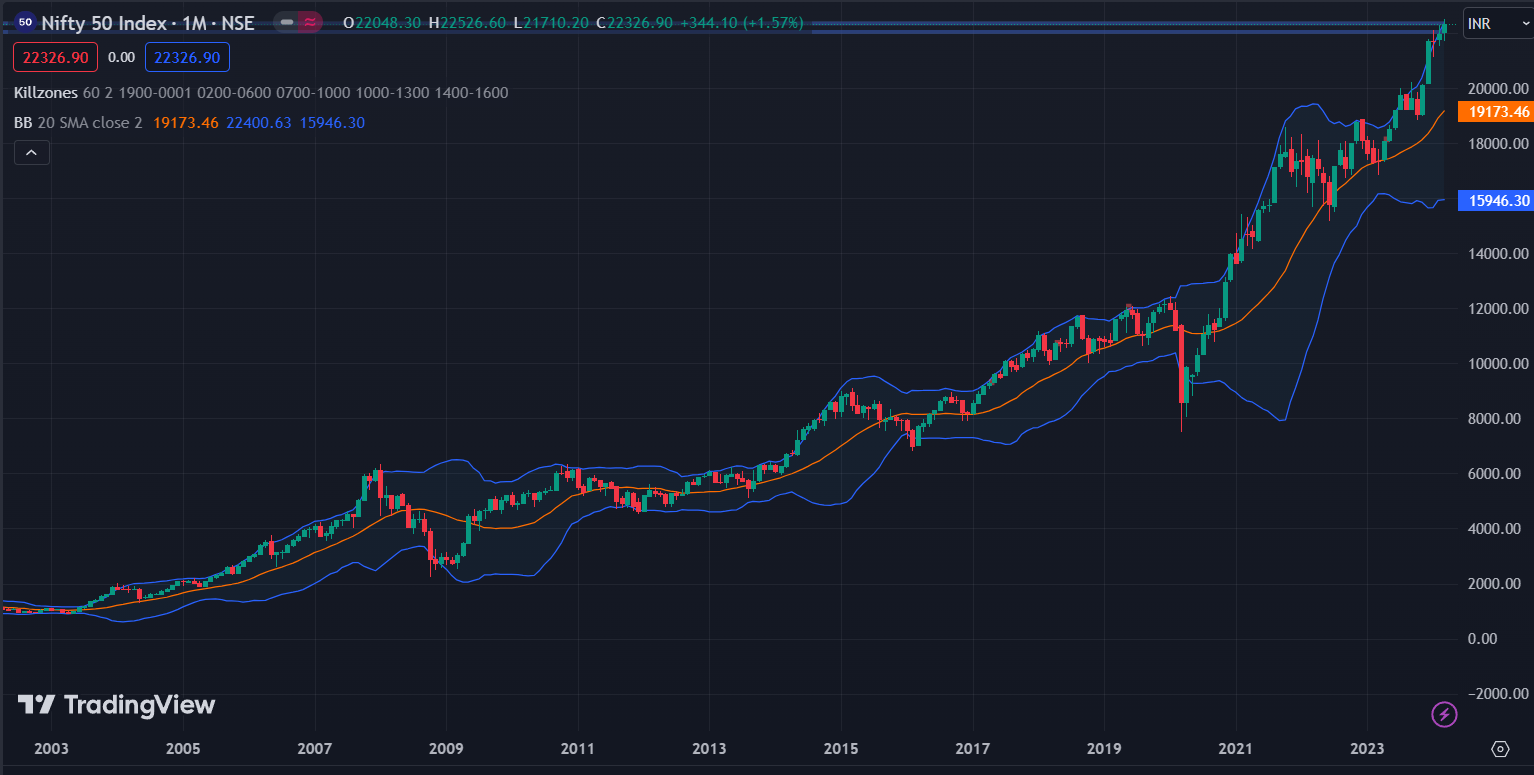 50 Nifty 50 Index · 1M · NSE O22048.30 H22526.60 L21710.20 C22326.90 +344.10 (+1.57%) INR
22326.90 0.00 22326.90
Killzones 60 2 1900-0001 0200-0600 0700-1000 1000-1300 1400-1600
BB 20 SMA close 2 19173.46 22400.63 15946.30
20000.00
19173.46
18000.00
15946.30
14000.00
12000.00
10000.00
8000.00
6000.00
4000.00
2000.00
0.00
−2000.00
TradingView
2003 2005 2007 2009 2011 2013 2015 2017 2019 2021 2023